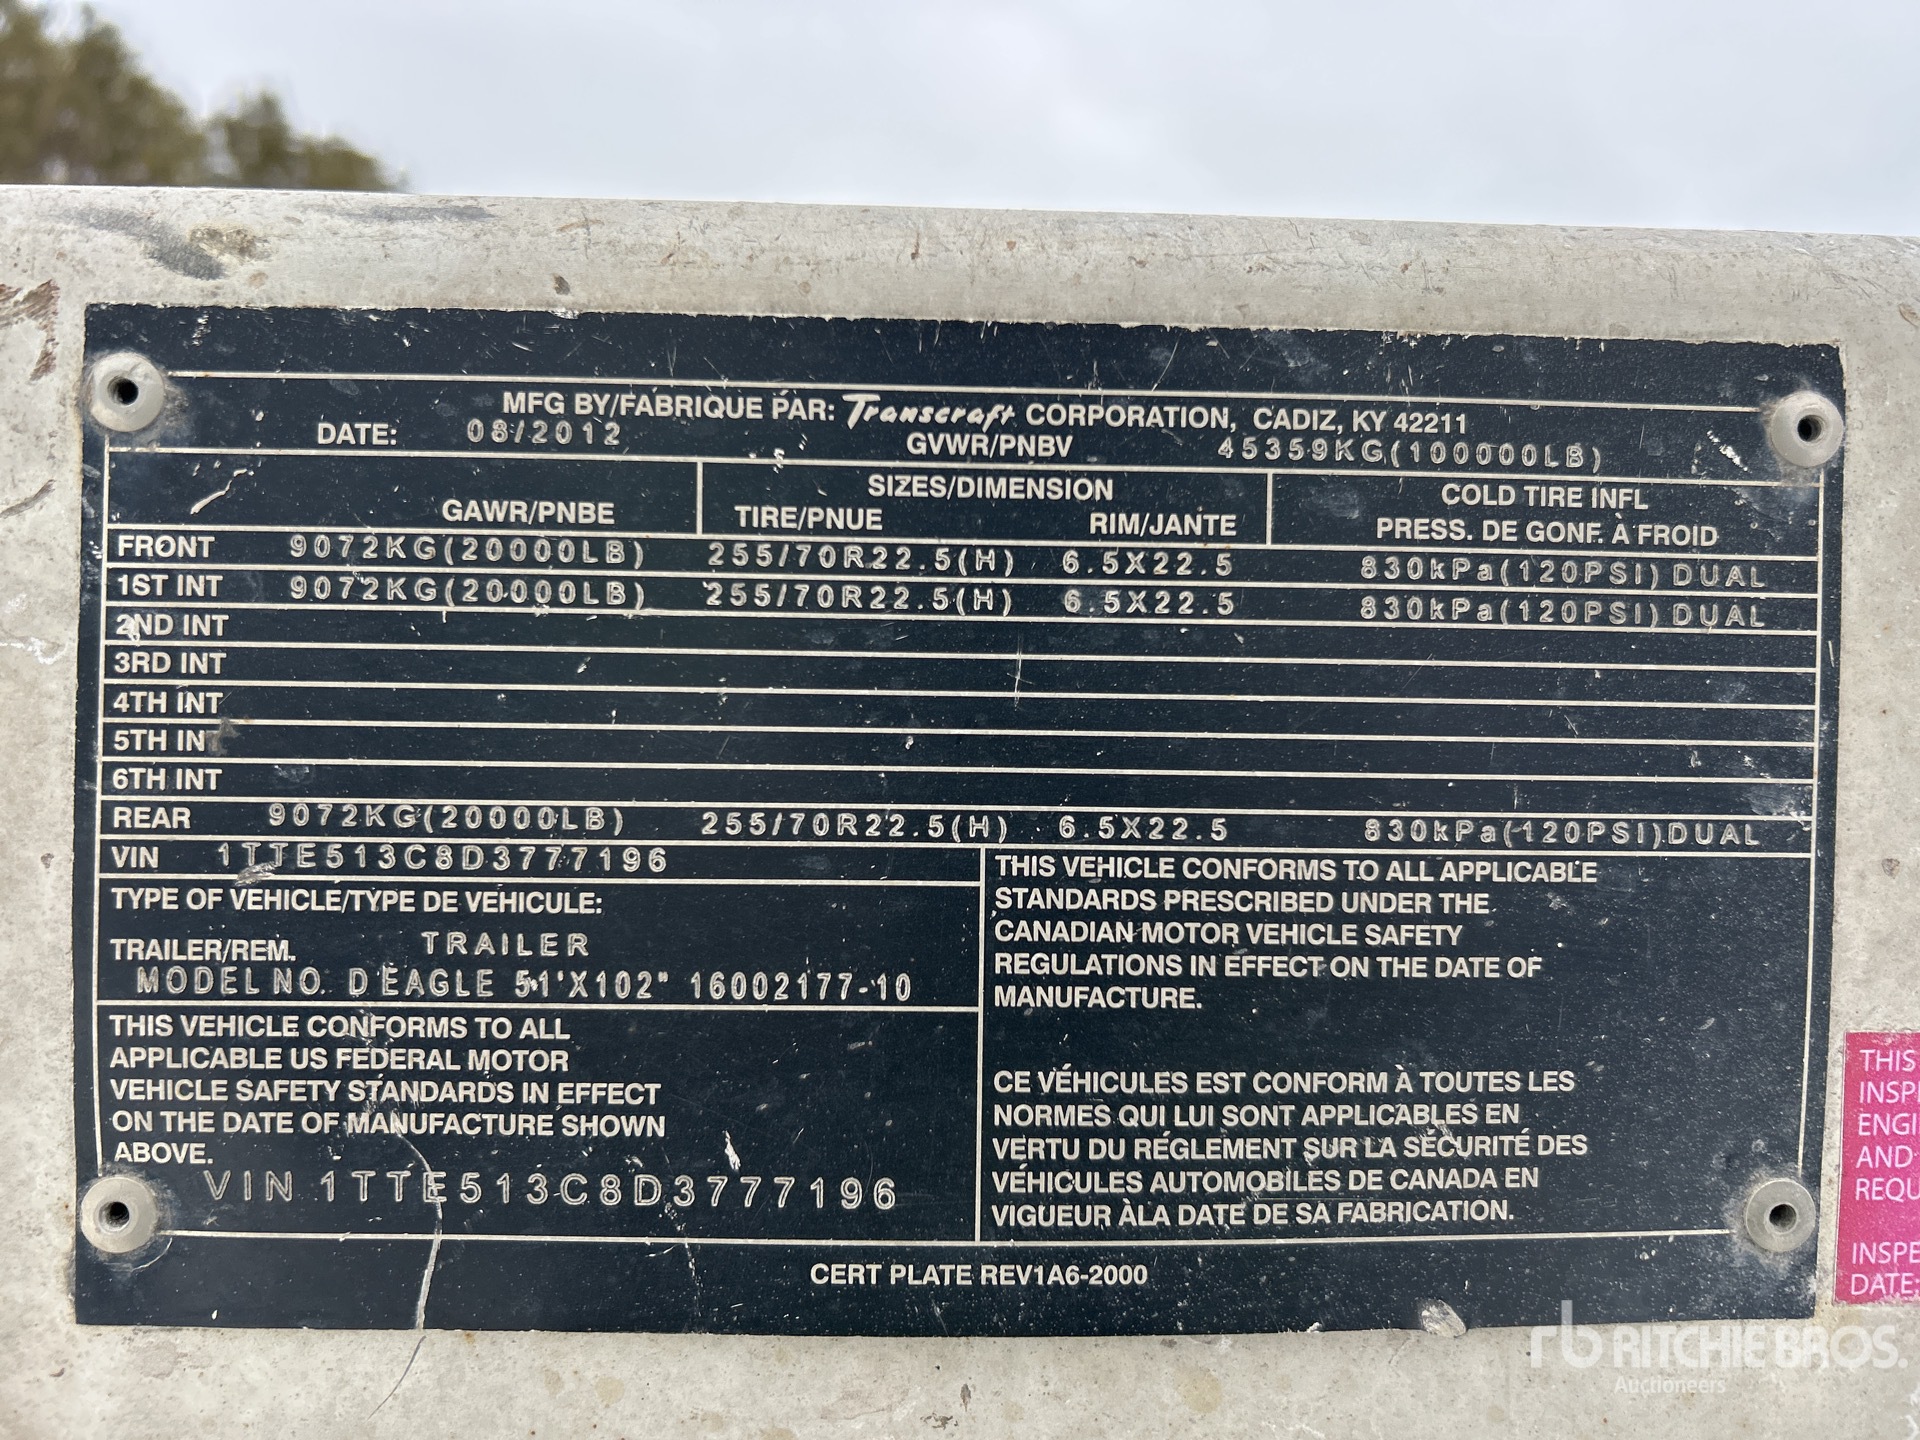 MFG BY/FABRIQUE PAR: Transcraft CORPORATION, CADIZ, KY 42211
DATE: 08/2012 GVWR/PNBV 45359KG(100000LB)
GAWR/PNBE SIZES/DIMENSION COLD TIRE INFL
TIRE/PNUE RIM/JANTE PRESS. DE GONF. À FROID
FRONT 9072KG(20000LB) 255/70R22.5(H) 6.5X22.5 830kPa(120PSI) DUAL
1ST INT 9072KG(20000LB) 255/70R22.5(H) 6.5X22.5 830kPa(120PSI) DUAL
2ND INT
3RD INT
4TH INT
5TH INT
6TH INT
REAR 9072KG(20000LB) 255/70R22.5(H) 6.5X22.5 830kPa(120PSI) DUAL
VIN 1TTE513C8D3777196
TYPE OF VEHICLE/TYPE DE VÉHICULE:
TRAILER/REM. TRAILER
MODEL NO. D EAGLE 51'X102" 16002177-10
THIS VEHICLE CONFORMS TO ALL
APPLICABLE US FEDERAL MOTOR
VEHICLE SAFETY STANDARDS IN EFFECT
ON THE DATE OF MANUFACTURE SHOWN
ABOVE.
VIN 1TTE513C8D3777196
THIS VEHICLE CONFORMS TO ALL APPLICABLE
STANDARDS PRESCRIBED UNDER THE
CANADIAN MOTOR VEHICLE SAFETY
REGULATIONS IN EFFECT ON THE DATE OF
MANUFACTURE.
CE VÉHICULES EST CONFORM À TOUTES LES
NORMES QUI LUI SONT APPLICABLES EN
VERTU DU RÉGLEMENT SUR LA SÉCURITÉ DES
VÉHICULES AUTOMOBILES DE CANADA EN
VIGUEUR ÀLA DATE DE SA FABRICATION.
CERT PLATE REV1A6-2000
THIS
INSP
ENGI
AND
REQU
INSPE
DATE:
rb RITCHIE BROS.
Auctioneers